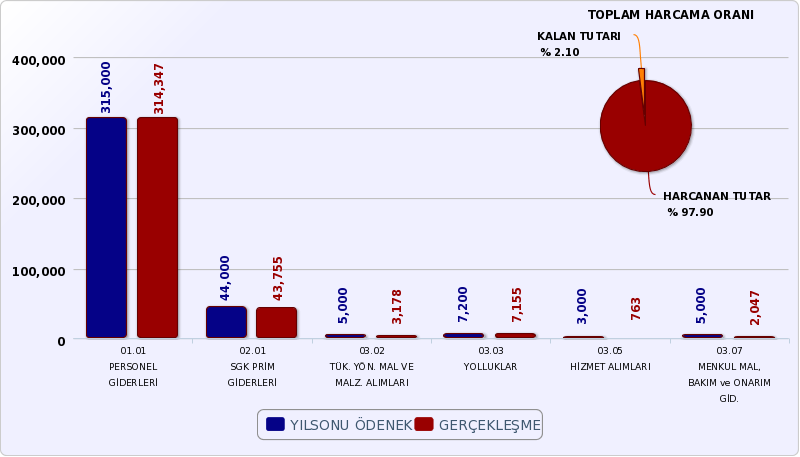 TOPLAM HARCAMA ORANI
KALAN TUTARI
% 2.10
HARCANAN TUTAR
% 97.90
400,000
300,000
200,000
100,000
0
315,000
314,347
44,000
43,755
5,000
3,178
7,200
7,155
3,000
763
5,000
2,047
01.01
PERSONEL
GİDERLERİ
02.01
SGK PRİM
GİDERLERİ
03.02
TÜK. YÖN. MAL VE
MALZ. ALIMLARI
03.03
YOLLUKLAR
03.05
HİZMET ALIMLARI
03.07
MENKUL MAL,
BAKIM ve ONARIM
GİD.
YILSONU ÖDENEK
GERÇEKLEŞME